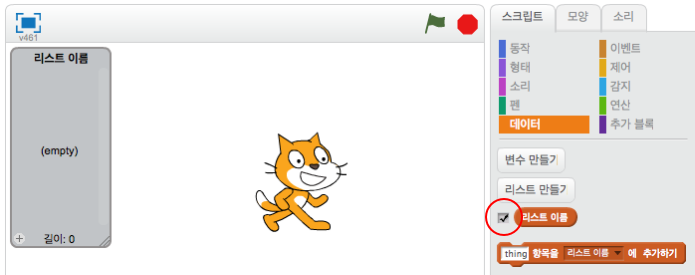 v461
리스트 이름
(empty)
길이: 0
스크립트 모양 소리
동작 이벤트
형태 제어
소리 감지
펜 연산
데이터 추가 블록
변수 만들기
리스트 만들기
리스트 이름
thing 항목을 리스트 이름 에 추가하기